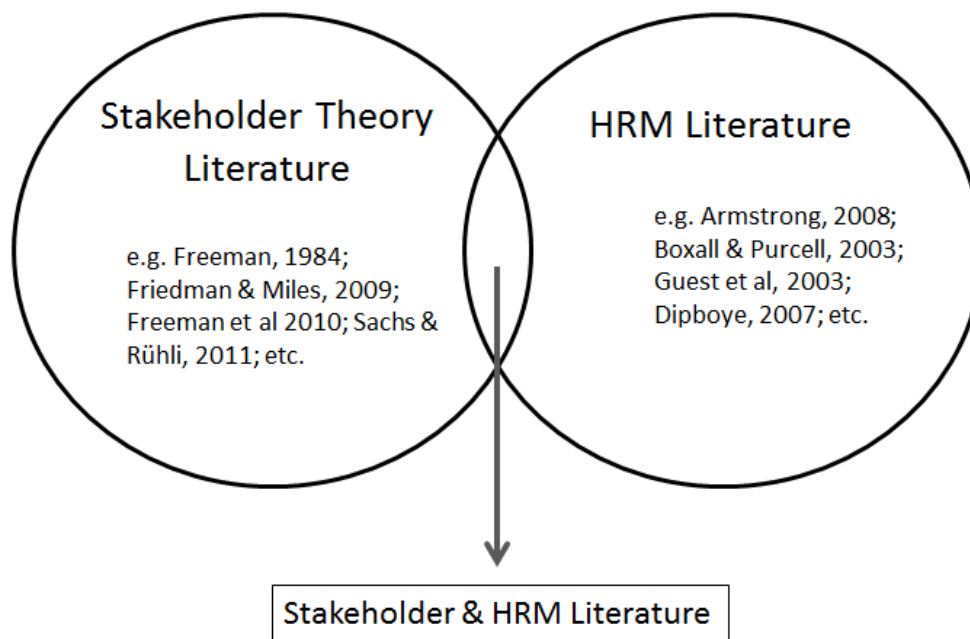 Stakeholder Theory
Literature
e.g. Freeman, 1984;
Friedman & Miles, 2009;
Freeman et al 2010; Sachs &
Rühli, 2011; etc.
HRM Literature
e.g. Armstrong, 2008;
Boxall & Purcell, 2003;
Guest et al, 2003;
Dipboye, 2007; etc.
Stakeholder & HRM Literature